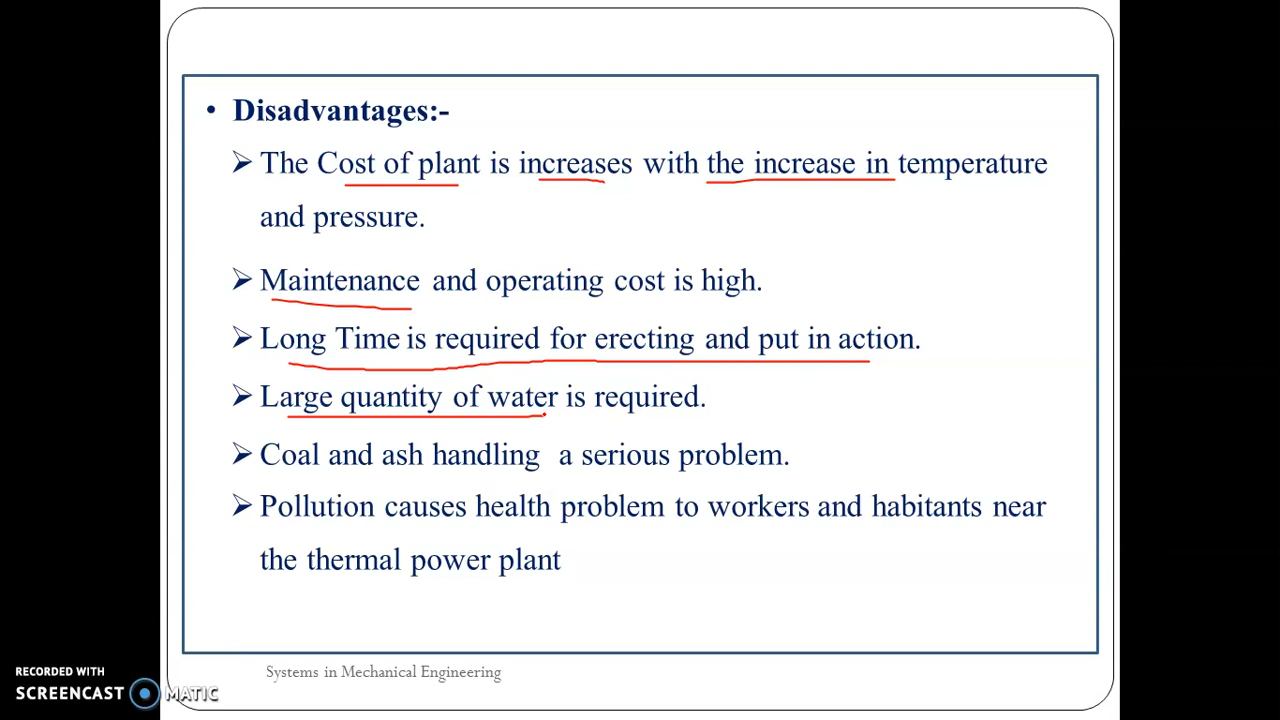 • Disadvantages:-
➢ The Cost of plant is increases with the increase in temperature
and pressure.
➢ Maintenance and operating cost is high.
➢ Long Time is required for erecting and put in action.
➢ Large quantity of water is required.
➢ Coal and ash handling a serious problem.
➢ Pollution causes health problem to workers and habitants near
the thermal power plant
Systems in Mechanical Engineering
RECORDED WITH
SCREENCAST MATIC